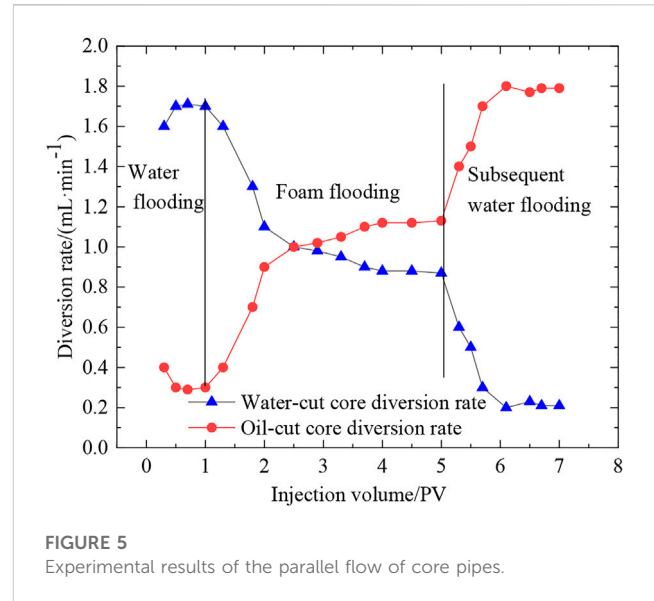 2.0
1.8
1.6
1.4
1.2
1.0
0.8
0.6
0.4
0.2
0.0
Diversion rate/(mL·min⁻¹)
Water
flooding
Foam flooding
Subsequent
water flooding
Water-cut core diversion rate
Oil-cut core diversion rate
0 1 2 3 4 5 6 7 8
Injection volume/PV
FIGURE 5
Experimental results of the parallel flow of core pipes.